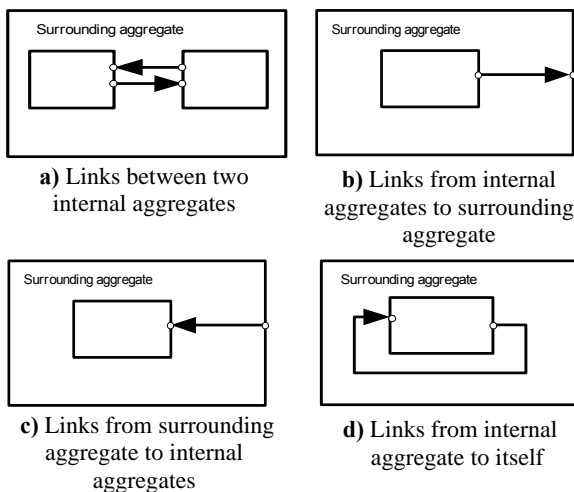 Surrounding aggregate
a) Links between two
internal aggregates
Surrounding aggregate
b) Links from internal
aggregates to surrounding
aggregate
Surrounding aggregate
c) Links from surrounding
aggregate to internal
aggregates
Surrounding aggregate
d) Links from internal
aggregate to itself